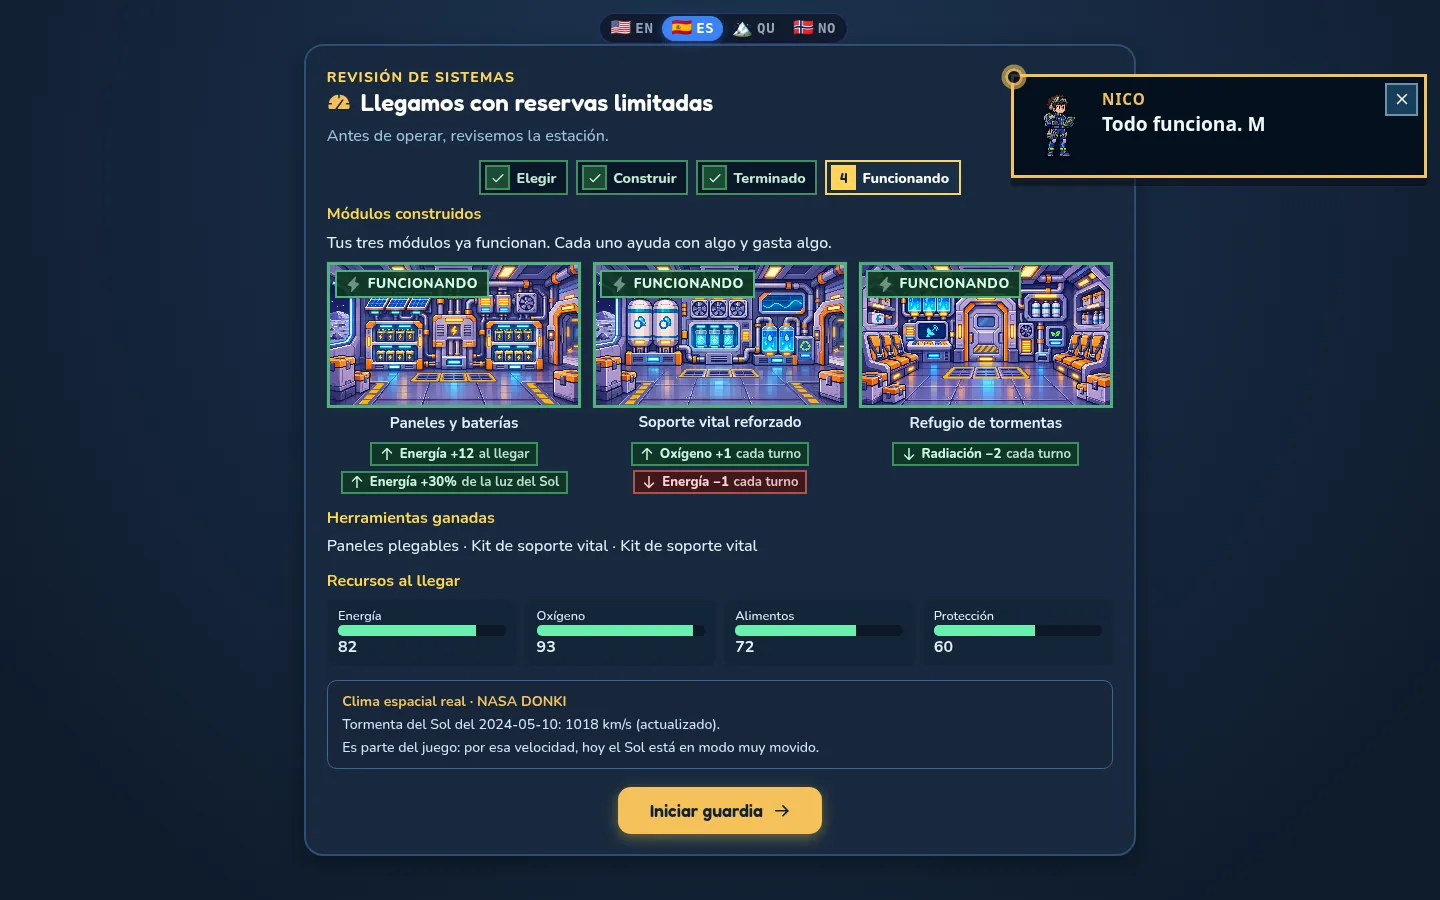 EN ES QU NO
REVISIÓN DE SISTEMAS
Llegamos con reservas limitadas
Antes de operar, revisemos la estación.
NICO
Todo funciona. M
Elegir Construir Terminado 4 Funcionando
Módulos construidos
Tus tres módulos ya funcionan. Cada uno ayuda con algo y gasta algo.
FUNCIONANDO FUNCIONANDO FUNCIONANDO
Paneles y baterías
↑ Energía +12 al llegar
↑ Energía +30% de la luz del Sol
Soporte vital reforzado
↑ Oxígeno +1 cada turno
↓ Energía −1 cada turno
Refugio de tormentas
↓ Radiación −2 cada turno
Herramientas ganadas
Paneles plegables · Kit de soporte vital · Kit de soporte vital
Recursos al llegar
Energía
82
Oxígeno
93
Alimentos
72
Protección
60
Clima espacial real · NASA DONKI
Tormenta del Sol del 2024-05-10: 1018 km/s (actualizado).
Es parte del juego: por esa velocidad, hoy el Sol está en modo muy movido.
Iniciar guardia →